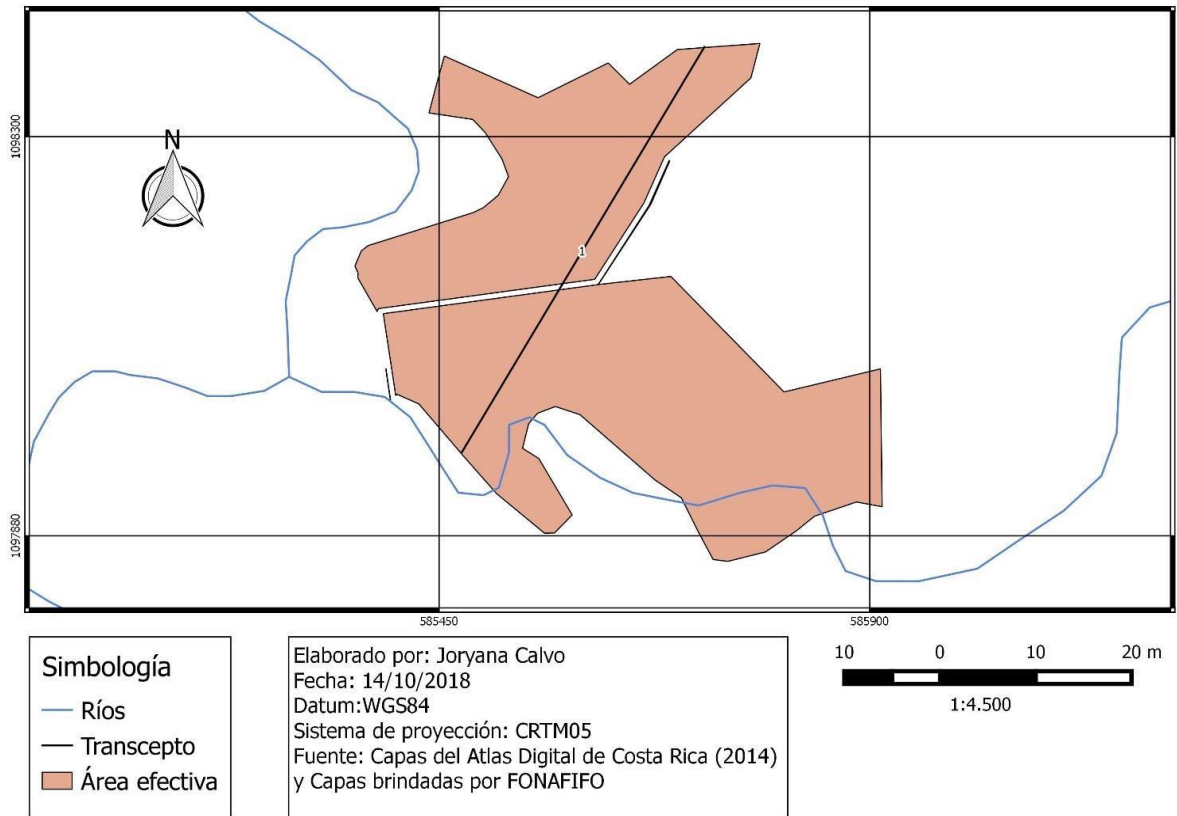 N
1098300
1
1097880
585450 585900
Simbología
Ríos
Transcepto
Área efectiva
Elaborado por: Joryana Calvo
Fecha: 14/10/2018
Datum:WGS84
Sistema de proyección: CRTM05
Fuente: Capas del Atlas Digital de Costa Rica (2014)
y Capas brindadas por FONAFIFO
10 0 10 20 m
1:4.500